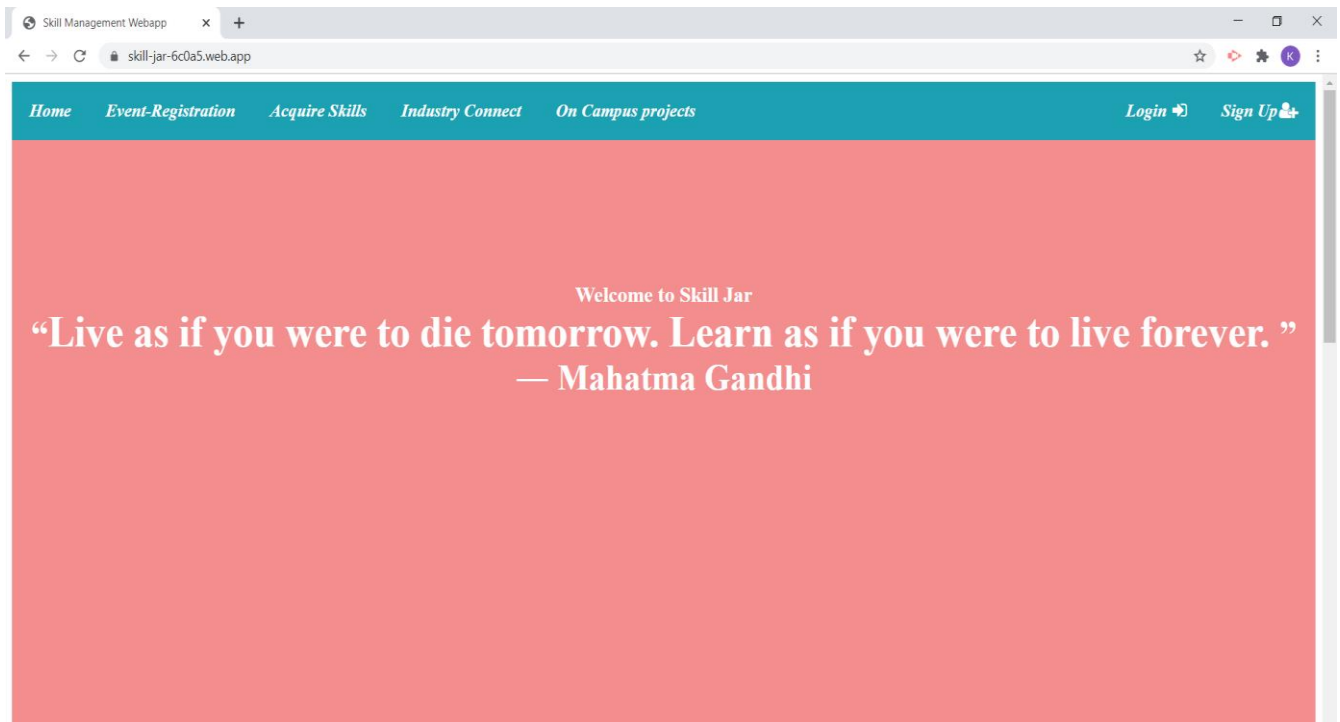 Skill Management Webapp
skill-jar-6c0a5.web.app
K
Home Event-Registration Acquire Skills Industry Connect On Campus projects Login Sign Up
Welcome to Skill Jar
“Live as if you were to die tomorrow. Learn as if you were to live forever. ”
— Mahatma Gandhi